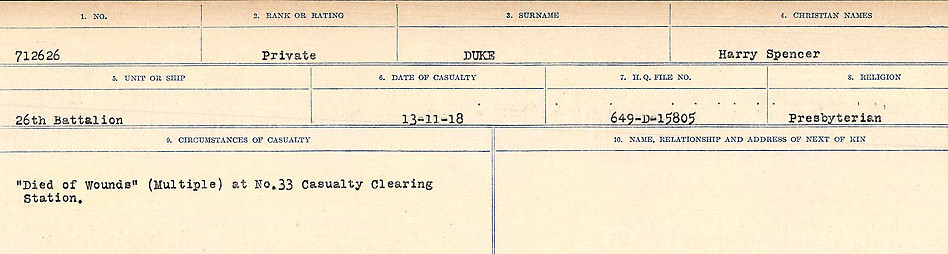 1. NO. 2. RANK OR RATING 3. SURNAME 4. CHRISTIAN NAMES
712626 Private DUKE Harry Spencer
5. UNIT OR SHIP 6. DATE OF CASUALTY 7. H.Q. FILE NO. 8. RELIGION
26th Battalion 13-11-18 649-D-15805 Presbyterian
9. CIRCUMSTANCES OF CASUALTY 10. NAME, RELATIONSHIP AND ADDRESS OF NEXT OF KIN
"Died of Wounds" (Multiple) at No.33 Casualty Clearing
Station.